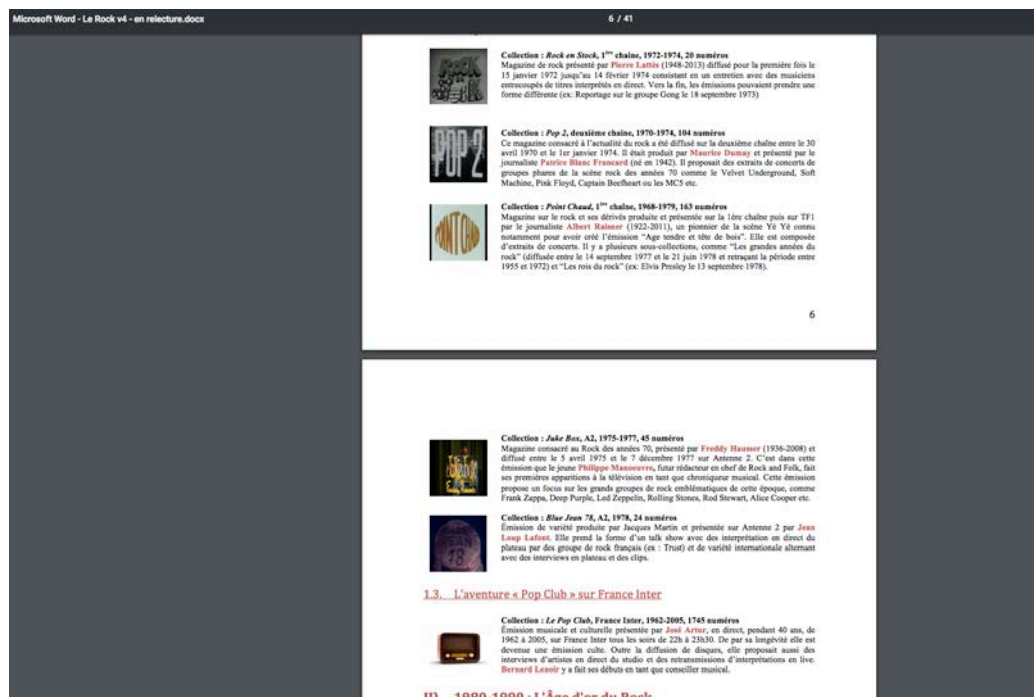 Microsoft Word - Le Rock v4 - en relecture.docx
6 / 41
Collection : Rock en Stock, 1ère chaine, 1972-1974, 20 numéros
Magazine de rock présenté par Pierre Lattès (1948-2013) diffusé pour la première fois le
15 janvier 1972 jusqu'au 14 février 1974 consistant en un entretien avec des musiciens
entrecoupés de titres interprétés en direct. Vers la fin, les émissions pouvaient prendre une
forme différente (ex: Reportage sur le groupe Gong le 18 septembre 1973)
POP 2
Collection : Pop 2, deuxième chaine, 1970-1974, 104 numéros
Ce magazine consacré à l'actualité du rock a été diffusé sur la deuxième chaîne entre le 30
avril 1970 et le 1er janvier 1974. Il était produit par Maurice Dumay et présenté par le
journaliste Patrice Blanc Francard (né en 1942). Il proposait des extraits de concerts de
groupes phares de la scène rock des années 70 comme le Velvet Underground, Soft
Machine, Pink Floyd, Captain Beefheart ou les MC5 etc.
Collection : Point Chaud, 1ère chaîne, 1968-1979, 163 numéros
Magazine sur le rock et ses dérivés produite et présentée sur la 1ère chaîne puis sur TF1
par le journaliste Albert Raisner (1922-2011), un pionnier de la scène Yé Yé connu
notamment pour avoir créé l'émission "Age tendre et tête de bois". Elle est composée
d'extraits de concerts. Il y a plusieurs sous-collections, comme "Les grandes années du
rock" (diffusée entre le 14 septembre 1977 et le 21 juin 1978 et retraçant la période entre
1955 et 1972) et "Les rois du rock" (ex: Elvis Presley le 13 septembre 1978).
6
Collection : Juke Box, A2, 1975-1977, 45 numéros
Magazine consacré au Rock des années 70, présenté par Freddy Hausser (1936-2008) et
diffusé entre le 5 avril 1975 et le 7 décembre 1977 sur Antenne 2. C'est dans cette
émission que le jeune Philippe Manoeuvre, futur rédacteur en chef de Rock and Folk, fait
ses premières apparitions à la télévision en tant que chroniqueur musical. Cette émission
propose un focus sur les grands groupes de rock emblématiques de cette époque, comme
Frank Zappa, Deep Purple, Led Zeppelin, Rolling Stones, Rod Stewart, Alice Cooper etc.
Collection : Blue Jean 78, A2, 1978, 24 numéros
Émission de variété produite par Jacques Martin et présentée sur Antenne 2 par Jean
Loup Lafont. Elle prend la forme d'un talk show avec des interprétation en direct du
plateau par des groupe de rock français (ex : Trust) et de variété internationale alternant
avec des interviews en plateau et des clips.
1.3. L'aventure « Pop Club » sur France Inter
Collection : Le Pop Club, France Inter, 1962-2005, 1745 numéros
Émission musicale et culturelle présentée par José Artur, en direct, pendant 40 ans, de
1962 à 2005, sur France Inter tous les soirs de 22h à 23h30. De par sa longévité elle est
devenue une émission culte. Outre la diffusion de disques, elle proposait aussi des
interviews d'artistes en direct du studio et des retransmissions d'interprétations en live.
Bernard Lenoir y a fait ses débuts en tant que conseiller musical.
II) 1980-1990 : L'Âge d'or du Rock